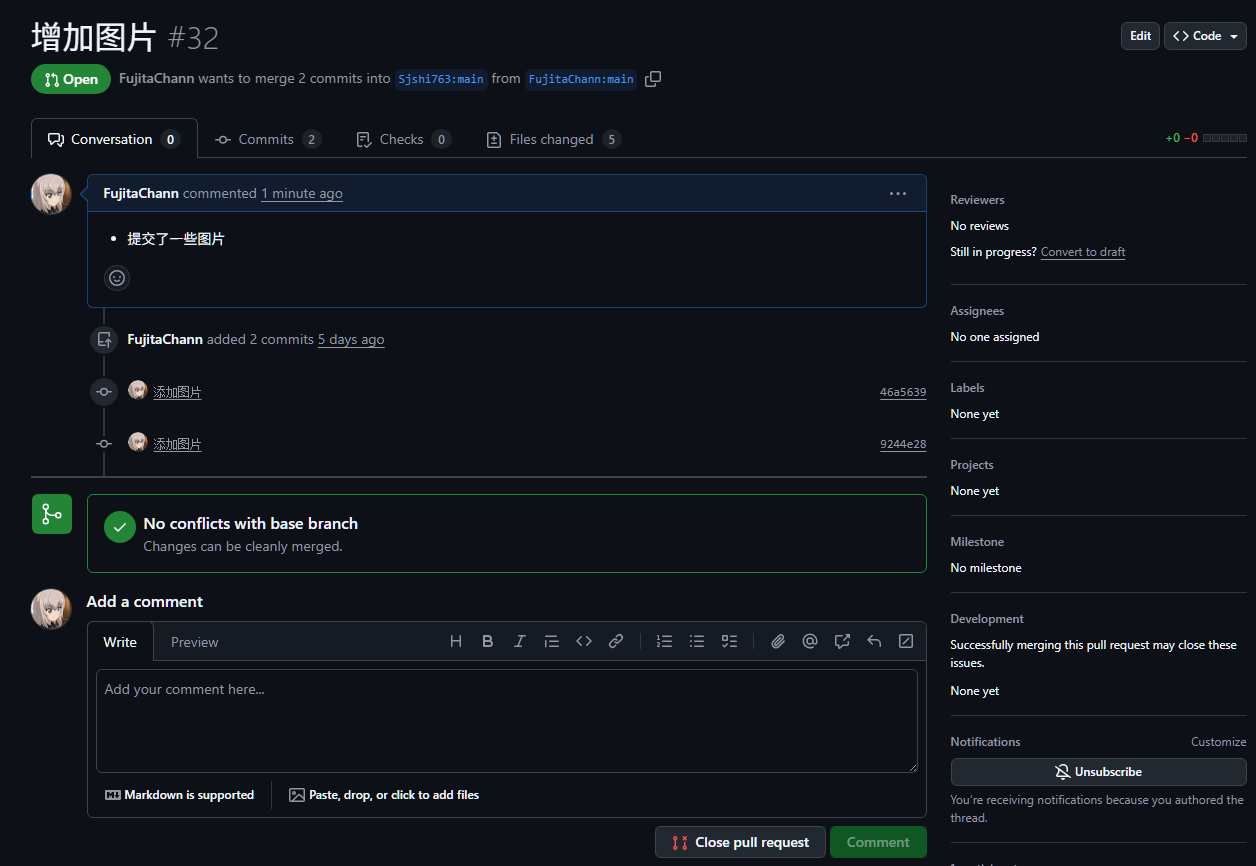 增加图片 #32
Edit
Code
Open FujitaChann wants to merge 2 commits into Sjshi763:main from FujitaChann:main
Conversation 0 Commits 2 Checks 0 Files changed 5
+0 −0
FujitaChann commented 1 minute ago
提交了一些图片
FujitaChann added 2 commits 5 days ago
添加图片 46a5639
添加图片 9244e28
No conflicts with base branch
Changes can be cleanly merged.
Add a comment
Write Preview
Add your comment here...
Markdown is supported
Paste, drop, or click to add files
Close pull request
Comment
Reviewers
No reviews
Still in progress? Convert to draft
Assignees
No one assigned
Labels
None yet
Projects
None yet
Milestone
No milestone
Development
Successfully merging this pull request may close these
issues.
None yet
Notifications Customize
Unsubscribe
You're receiving notifications because you authored the
thread.